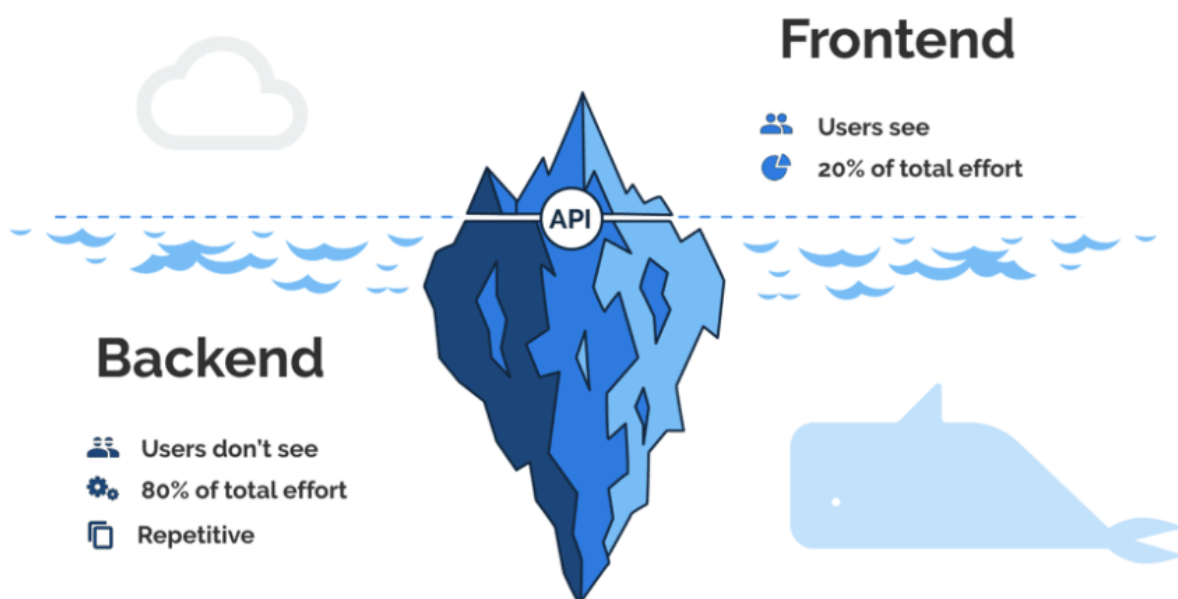 Frontend
Users see
20% of total effort
API
Backend
Users don't see
80% of total effort
Repetitive